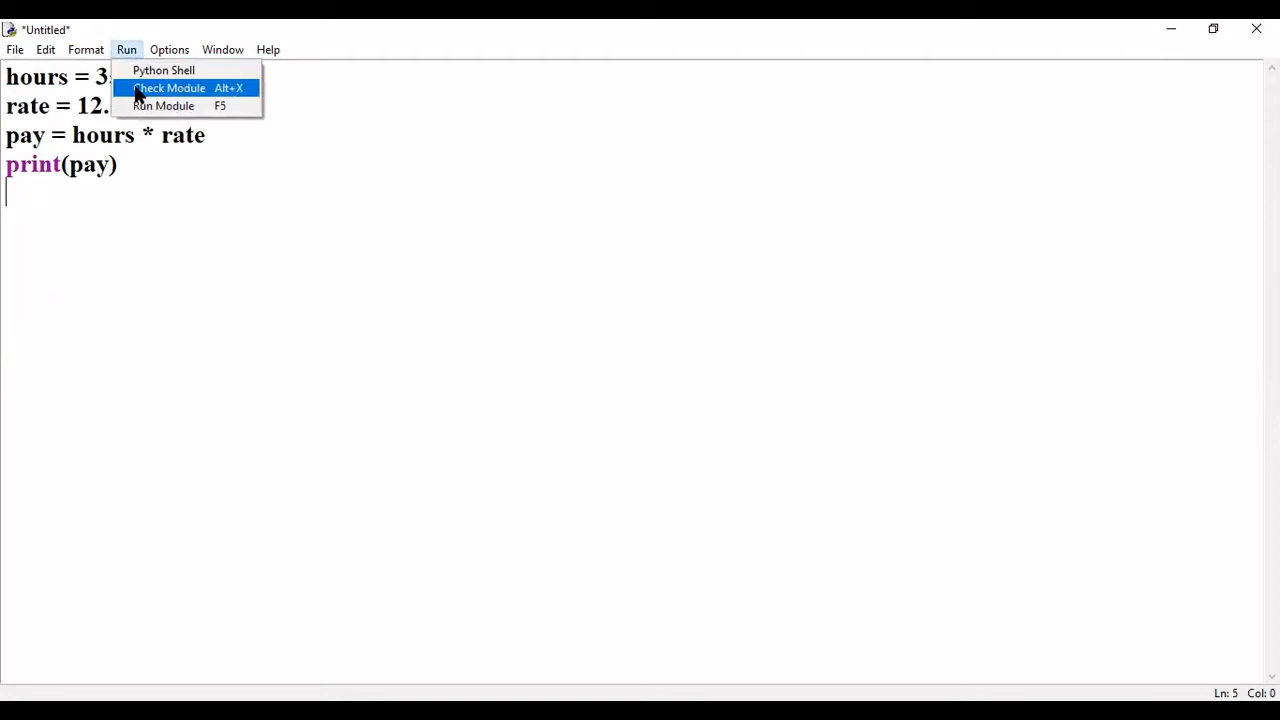 *Untitled*
File Edit Format Run Options Window Help
Python Shell
Check Module Alt+X
Run Module F5
hours = 3
rate = 12.
pay = hours * rate
print(pay)
Ln: 5 Col: 0